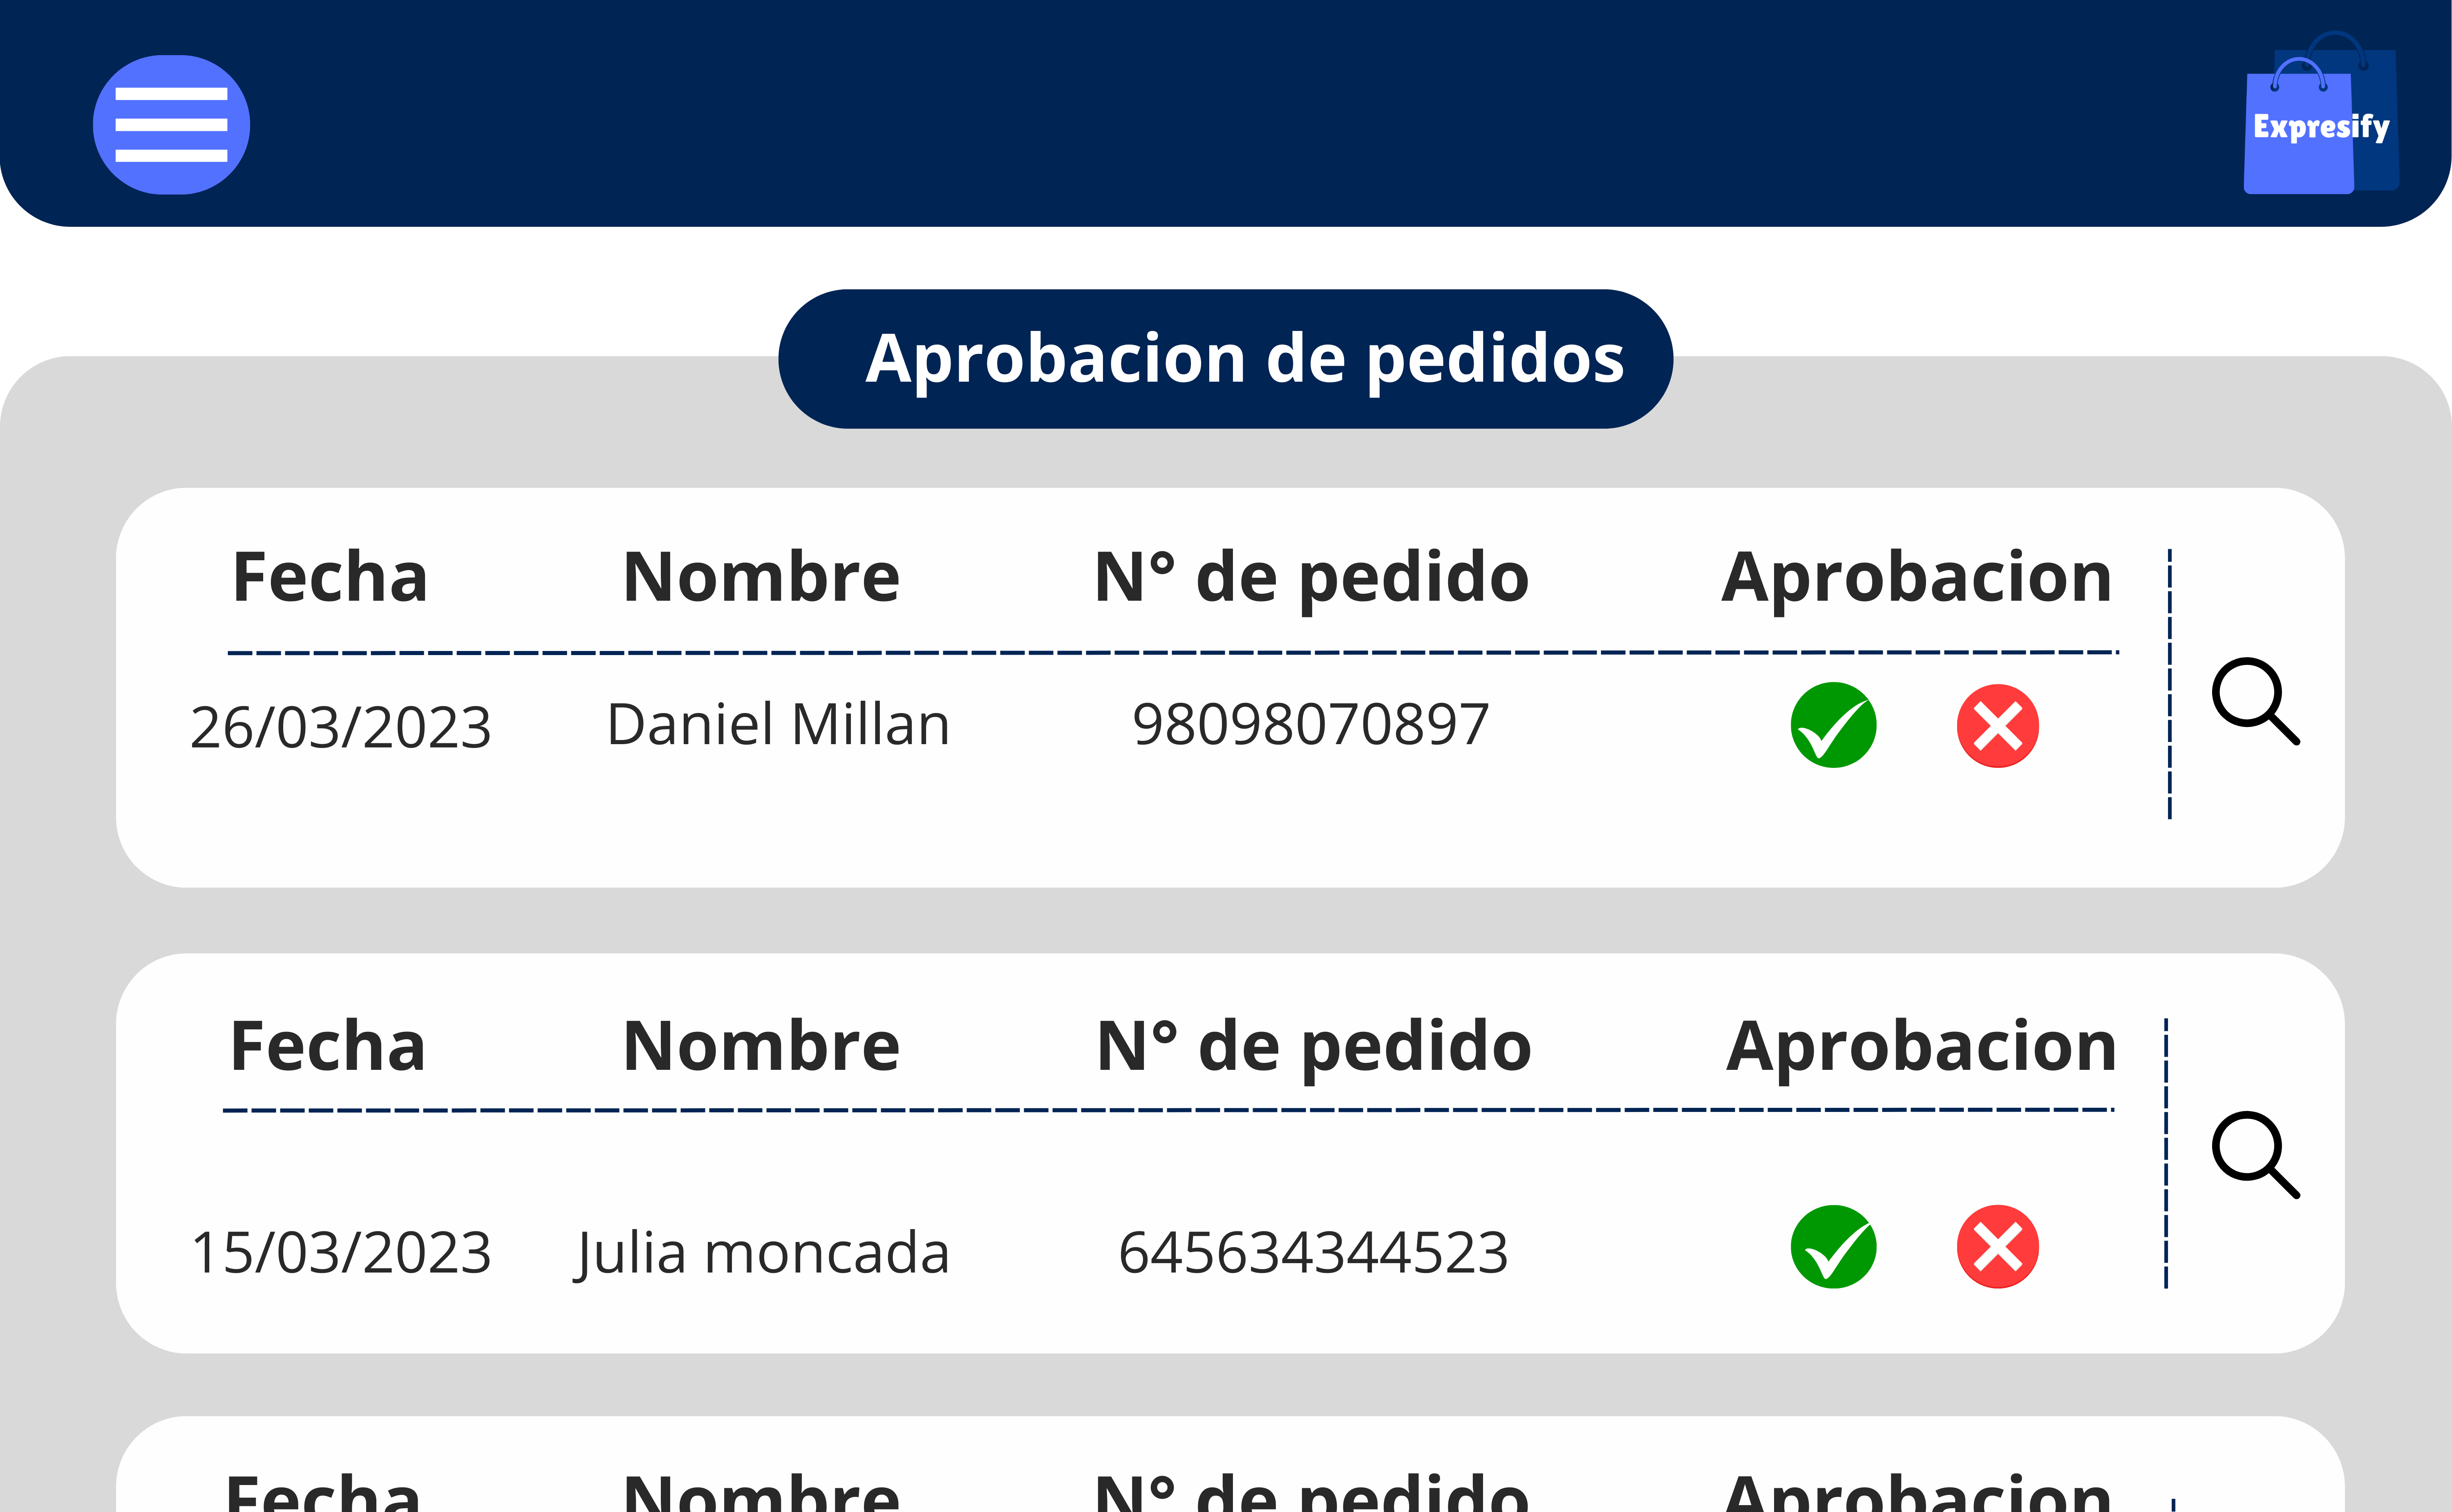 Expresify
Aprobacion de pedidos
Fecha Nombre N° de pedido Aprobacion
26/03/2023 Daniel Millan 98098070897
Fecha Nombre N° de pedido Aprobacion
15/03/2023 Julia moncada 645634344523
Fecha Nombre N° de pedido Aprobacion